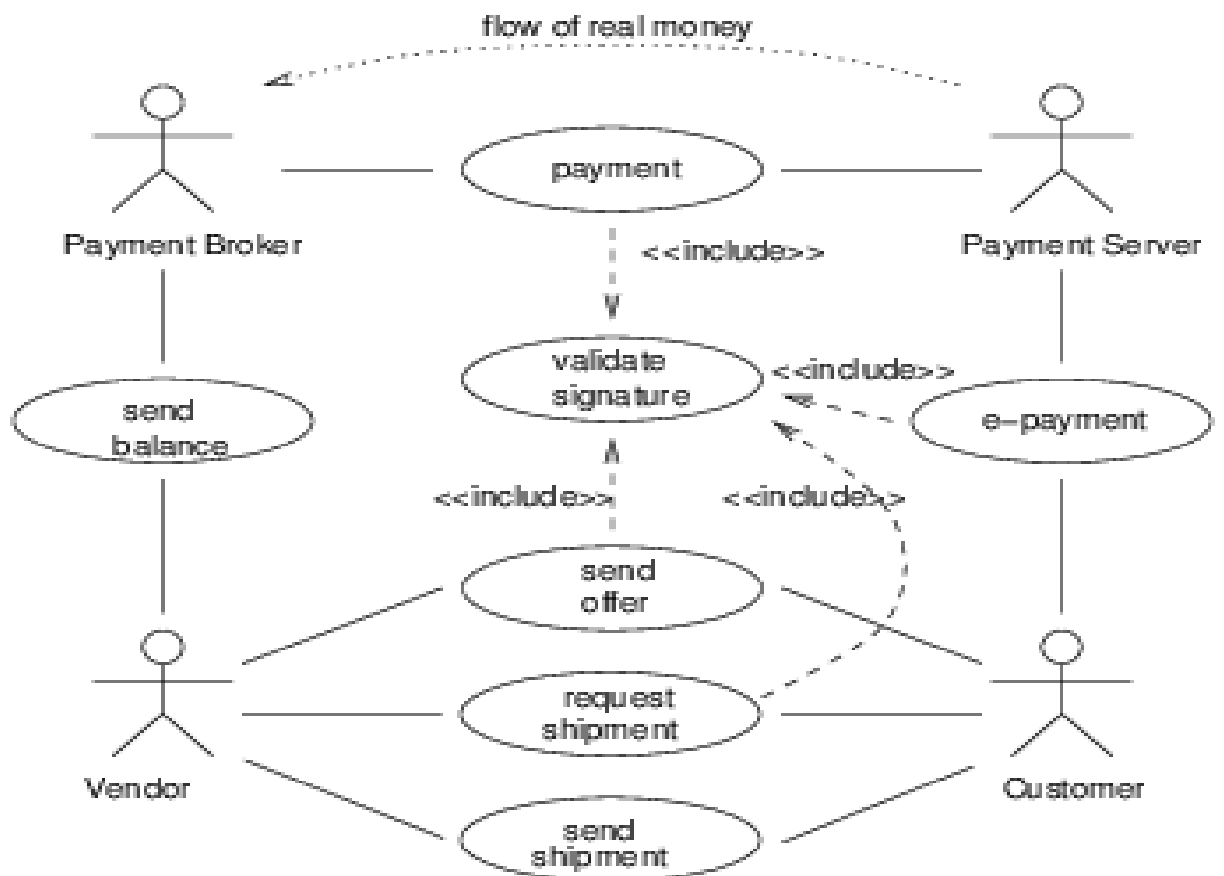 flow of real money
payment
Payment Broker
Payment Server
<<include>>
validate
signature
<<include>>
send
balance
e-payment
<<include>>
<<include>>
send
offer
request
shipment
Vendor
Customer
send
shipment